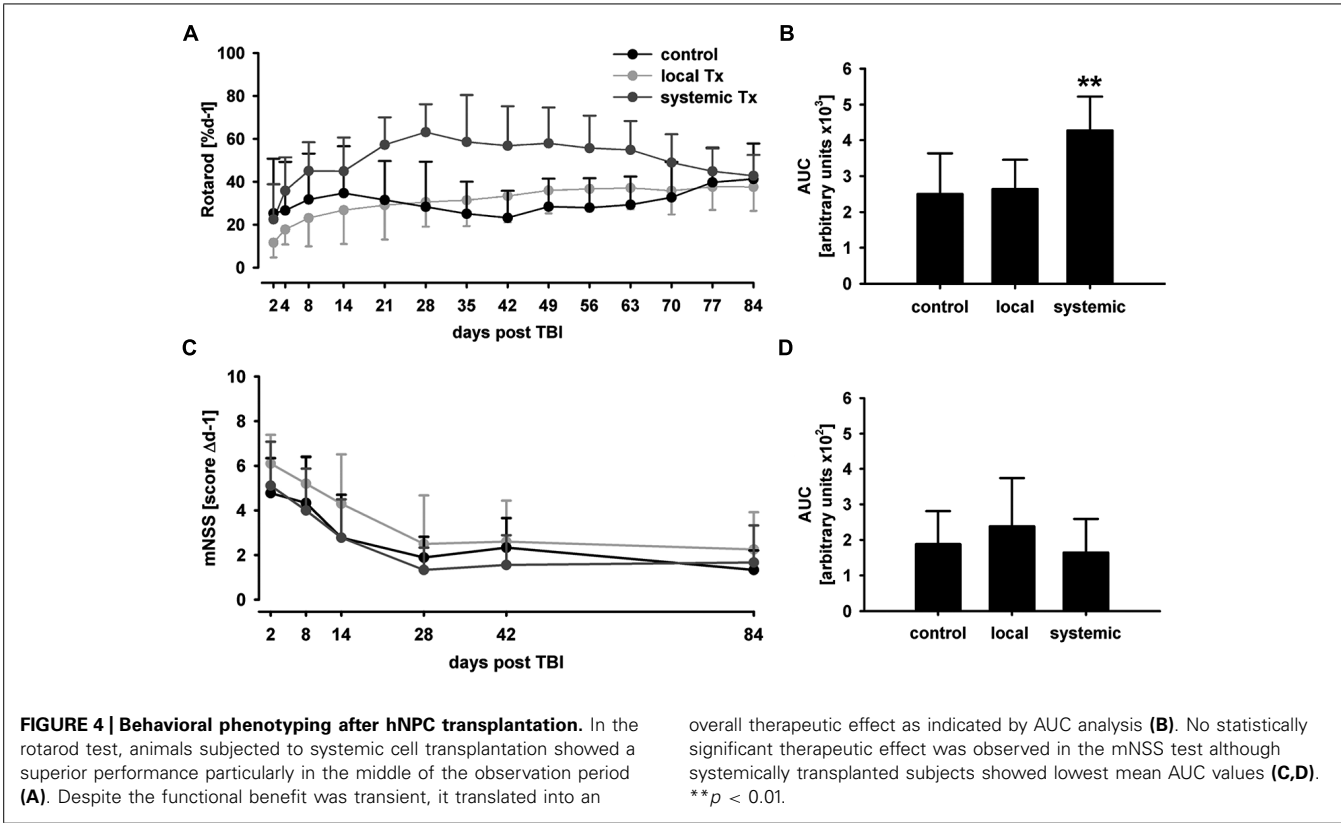 A
Rotarod [%d-1]
100
80
60
40
20
0
control
local Tx
systemic Tx
2 4 8 14 21 28 35 42 49 56 63 70 77 84
days post TBI
B
AUC
[arbitrary units x10³]
6
5
4
3
2
1
0
**
control local systemic
C
mNSS [score Δd-1]
10
8
6
4
2
0
2 8 14 28 42 84
days post TBI
D
AUC
[arbitrary units x10²]
6
5
4
3
2
1
0
control local systemic
FIGURE 4 | Behavioral phenotyping after hNPC transplantation. In the
rotarod test, animals subjected to systemic cell transplantation showed a
superior performance particularly in the middle of the observation period
(A). Despite the functional benefit was transient, it translated into an
overall therapeutic effect as indicated by AUC analysis (B). No statistically
significant therapeutic effect was observed in the mNSS test although
systemically transplanted subjects showed lowest mean AUC values (C,D).
**p < 0.01.